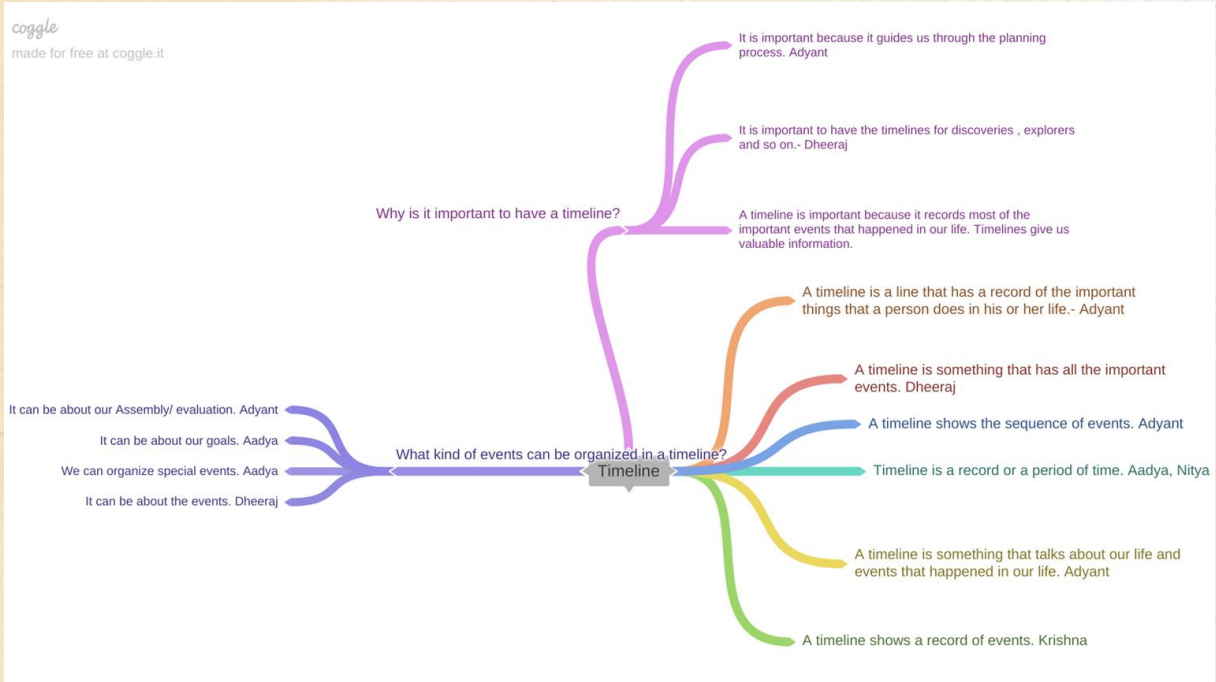 coggle
made for free at coggle.it
It is important because it guides us through the planning
process. Adyant
It is important to have the timelines for discoveries , explorers
and so on.- Dheeraj
Why is it important to have a timeline?
A timeline is important because it records most of the
important events that happened in our life. Timelines give us
valuable information.
A timeline is a line that has a record of the important
things that a person does in his or her life.- Adyant
A timeline is something that has all the important
events. Dheeraj
A timeline shows the sequence of events. Adyant
Timeline is a record or a period of time. Aadya, Nitya
A timeline is something that talks about our life and
events that happened in our life. Adyant
A timeline shows a record of events. Krishna
What kind of events can be organized in a timeline?
Timeline
It can be about our Assembly/ evaluation. Adyant
It can be about our goals. Aadya
We can organize special events. Aadya
It can be about the events. Dheeraj